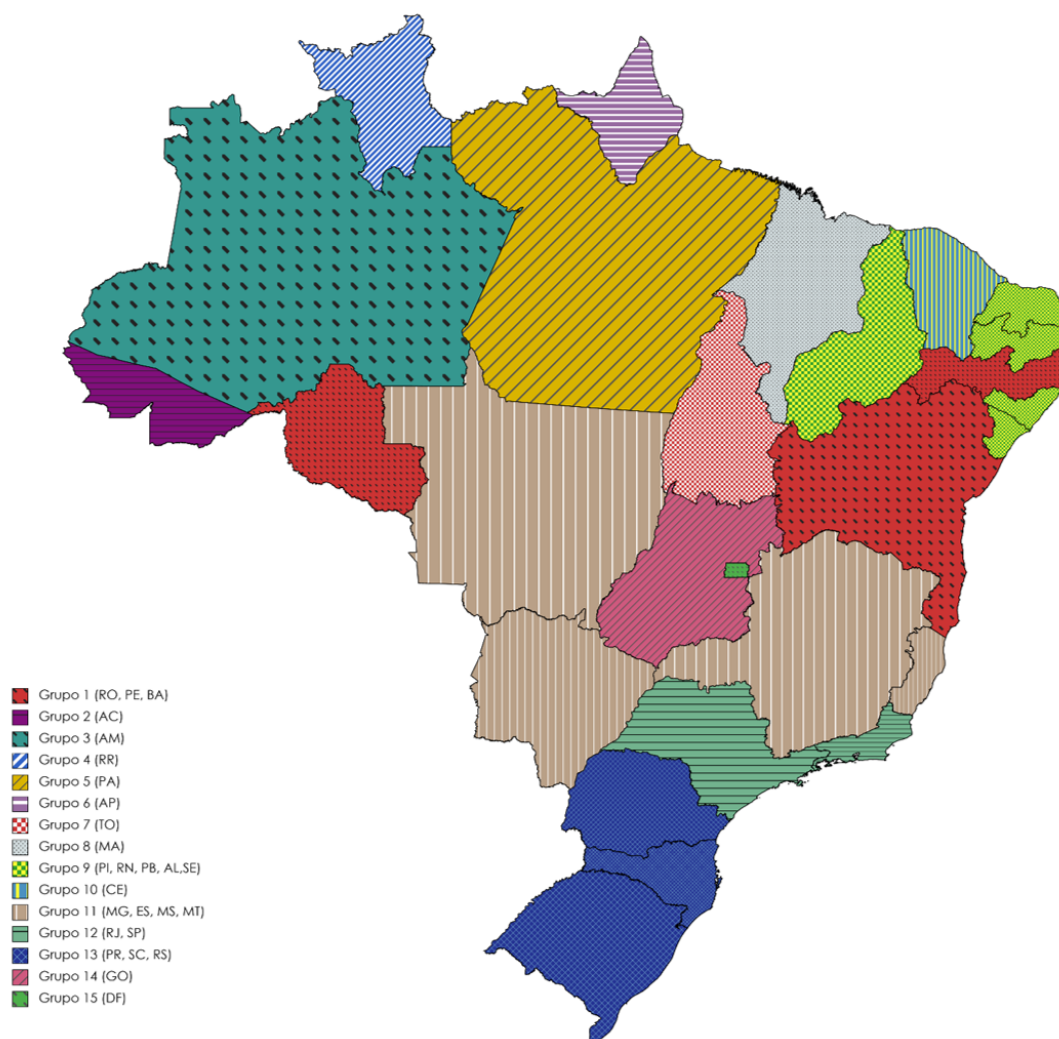 Grupo 1 (RO, PE, BA)
Grupo 2 (AC)
Grupo 3 (AM)
Grupo 4 (RR)
Grupo 5 (PA)
Grupo 6 (AP)
Grupo 7 (TO)
Grupo 8 (MA)
Grupo 9 (PI, RN, PB, AL,SE)
Grupo 10 (CE)
Grupo 11 (MG, ES, MS, MT)
Grupo 12 (RJ, SP)
Grupo 13 (PR, SC, RS)
Grupo 14 (GO)
Grupo 15 (DF)